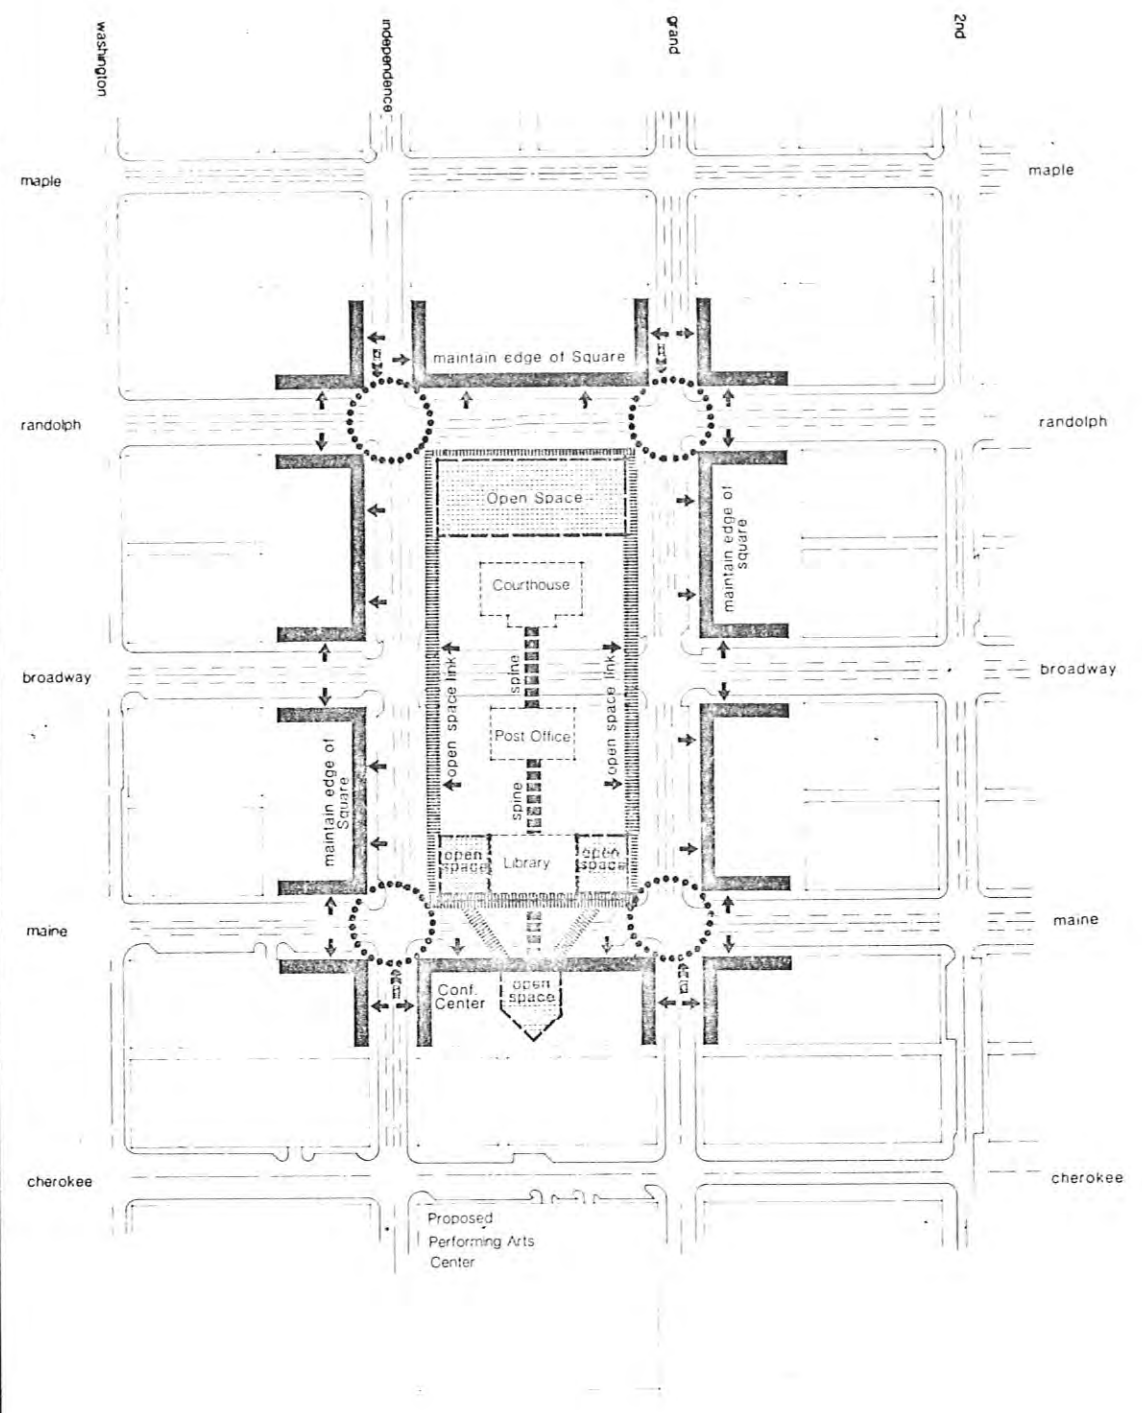 washington
independence
grand
2nd
maple
maple
maintain edge of Square
randolph
randolph
Open Space
maintain edge of
square
Courthouse
broadway
broadway
open space link
spine
open space link
Post Office
maintain edge of
Square
spine
open
space
Library
open
space
maine
maine
Conf.
Center
open
space
cherokee
cherokee
Proposed
Performing Arts
Center